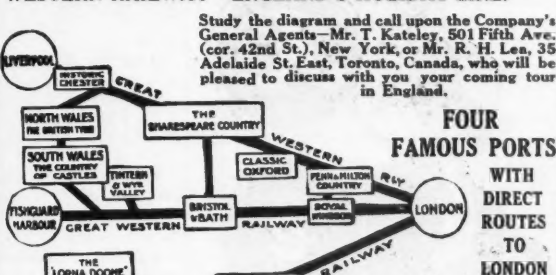 Study the diagram and call upon the Company's
General Agents—Mr. T. Kateley, 501 Fifth Ave.
(cor. 42nd St.), New York, or Mr. R. H. Lea, 35
Adelaide St. East, Toronto, Canada, who will be
pleased to discuss with you your coming tour
in England.
LIVERPOOL
HISTORIC
CHESTER
GREAT
WESTERN
RLY
NORTH WALES
THE BRITISH TYROL
THE
SHAKESPEARE COUNTRY
SOUTH WALES
THE COUNTRY
OF CASTLES
TINTERN
& WYE
VALLEY
CLASSIC
OXFORD
PENN & MILTON
COUNTRY
FISHGUARD
HARBOUR
GREAT WESTERN
BRISTOL
& BATH
RAILWAY
ROYAL
WINDSOR
LONDON
THE
"LORNA DOONE"
RAILWAY
FOUR
FAMOUS PORTS
WITH
DIRECT
ROUTES
TO
LONDON